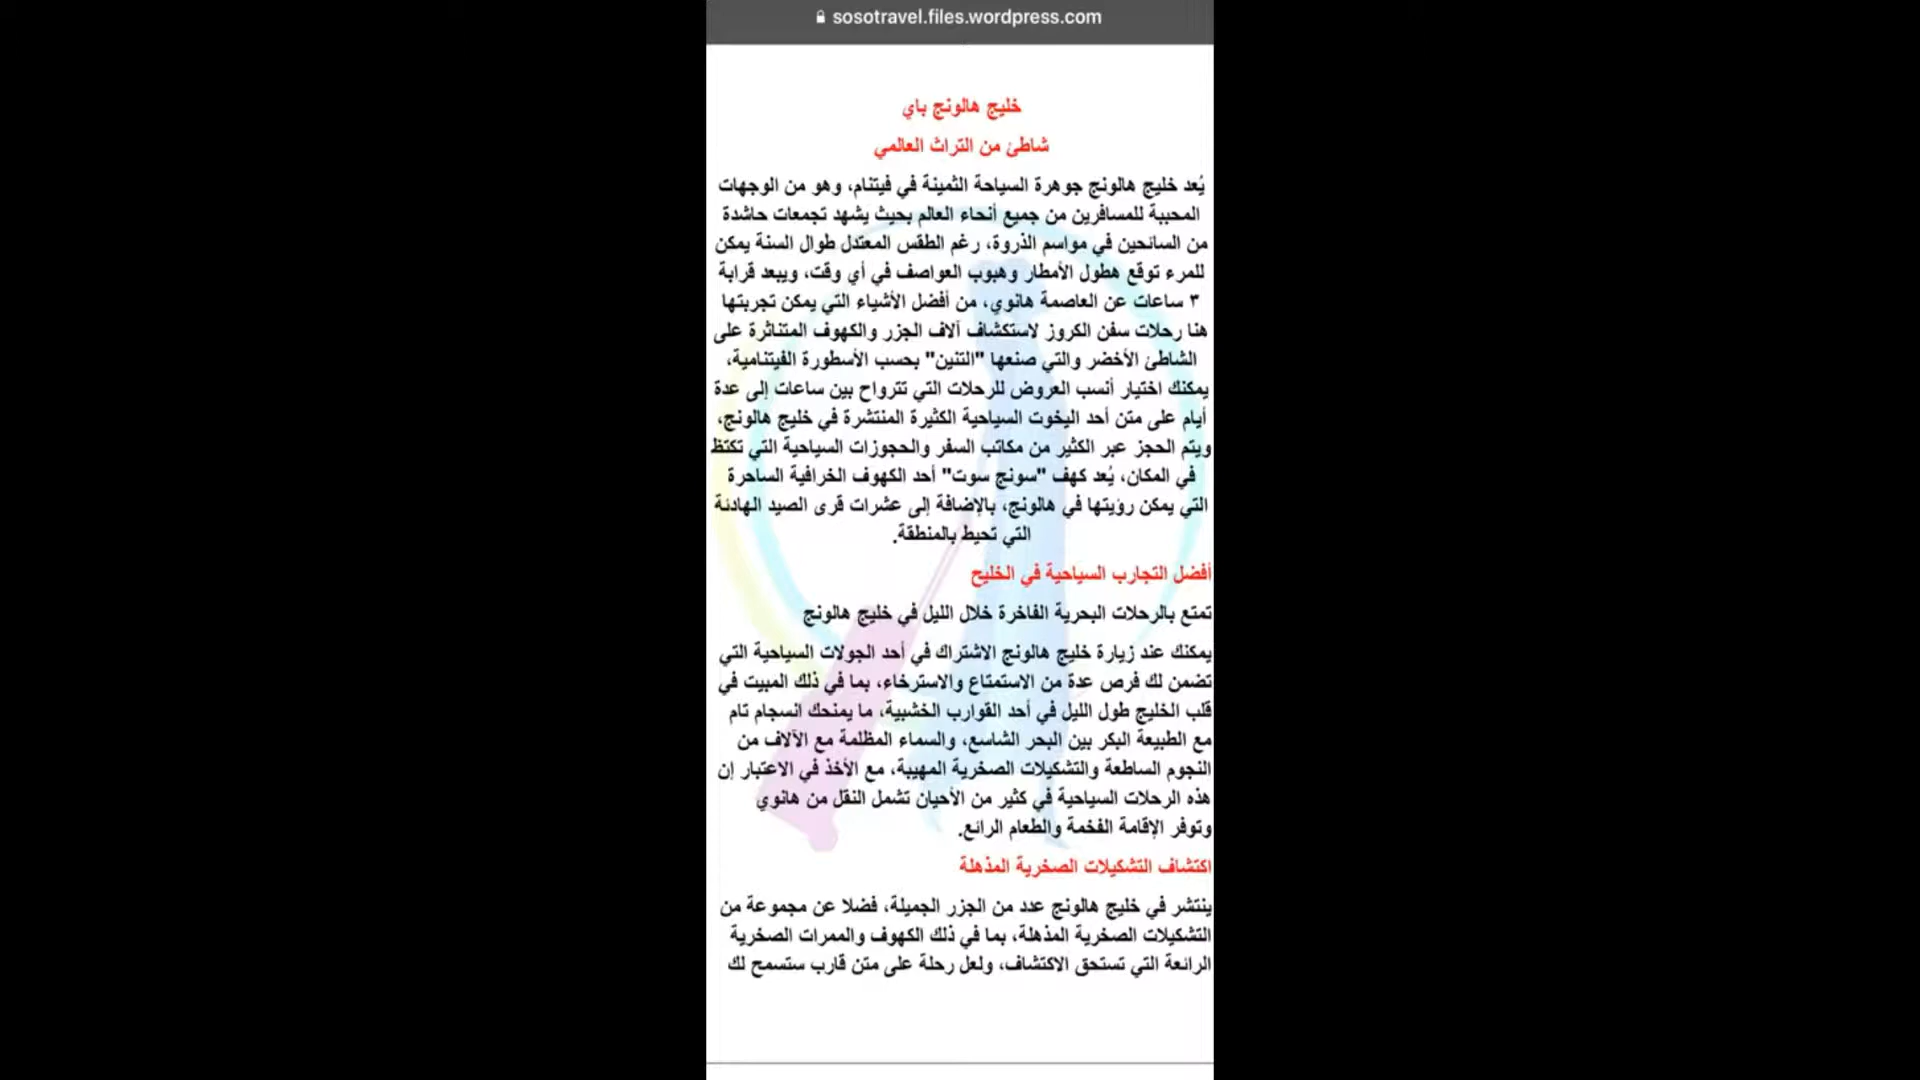 sosotravel.files.wordpress.com
خليج هالونج باي
شاطئ من التراث العالمي
يُعد خليج هالونج جوهرة السياحة الثمينة في فيتنام، وهو من الوجهات
المحببة للمسافرين من جميع أنحاء العالم بحيث يشهد تجمعات حاشدة
من السائحين في مواسم الذروة، رغم الطقس المعتدل طوال السنة يمكن
للمرء توقع هطول الأمطار وهبوب العواصف في أي وقت، ويبعد قرابة
٣ ساعات عن العاصمة هانوي، من أفضل الأشياء التي يمكن تجربتها
هنا رحلات سفن الكروز لاستكشاف آلاف الجزر والكهوف المتناثرة على
الشاطئ الأخضر والتي صنعها "التنين" بحسب الأسطورة الفيتنامية،
يمكنك اختيار أنسب العروض للرحلات التي تترواح بين ساعات إلى عدة
أيام على متن أحد اليخوت السياحية الكثيرة المنتشرة في خليج هالونج،
ويتم الحجز عبر الكثير من مكاتب السفر والحجوزات السياحية التي تكتظ
في المكان، يُعد كهف "سونج سوت" أحد الكهوف الخرافية الساحرة
التي يمكن رؤيتها في هالونج، بالإضافة إلى عشرات قرى الصيد الهادئة
التي تحيط بالمنطقة.
أفضل التجارب السياحية في الخليح
تمتع بالرحلات البحرية الفاخرة خلال الليل في خليج هالونج
يمكنك عند زيارة خليج هالونج الاشتراك في أحد الجولات السياحية التي
تضمن لك فرص عدة من الاستمتاع والاسترخاء، بما في ذلك المبيت في
قلب الخليج طول الليل في أحد القوارب الخشبية، ما يمنحك انسجام تام
مع الطبيعة البكر بين البحر الشاسع، والسماء المظلمة مع الآلاف من
النجوم الساطعة والتشكيلات الصخرية المهيبة، مع الأخذ في الاعتبار إن
هذه الرحلات السياحية في كثير من الأحيان تشمل النقل من هانوي
وتوفر الإقامة الفخمة والطعام الرائع.
اكتشاف التشكيلات الصخرية المذهلة
ينتشر في خليج هالونج عدد من الجزر الجميلة، فضلا عن مجموعة من
التشكيلات الصخرية المذهلة، بما في ذلك الكهوف والممرات الصخرية
الرائعة التي تستحق الاكتشاف، ولعل رحلة على متن قارب ستسمح لك